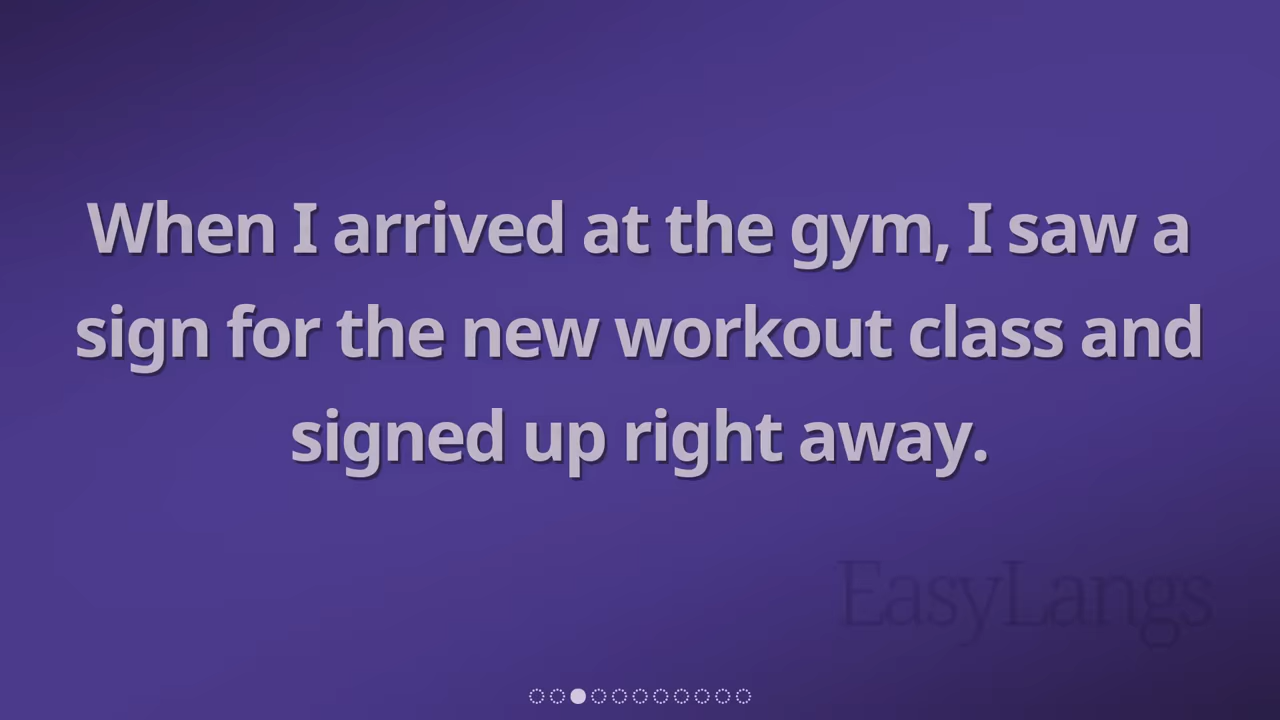 When I arrived at the gym, I saw a
sign for the new workout class and
signed up right away.
EasyLangs